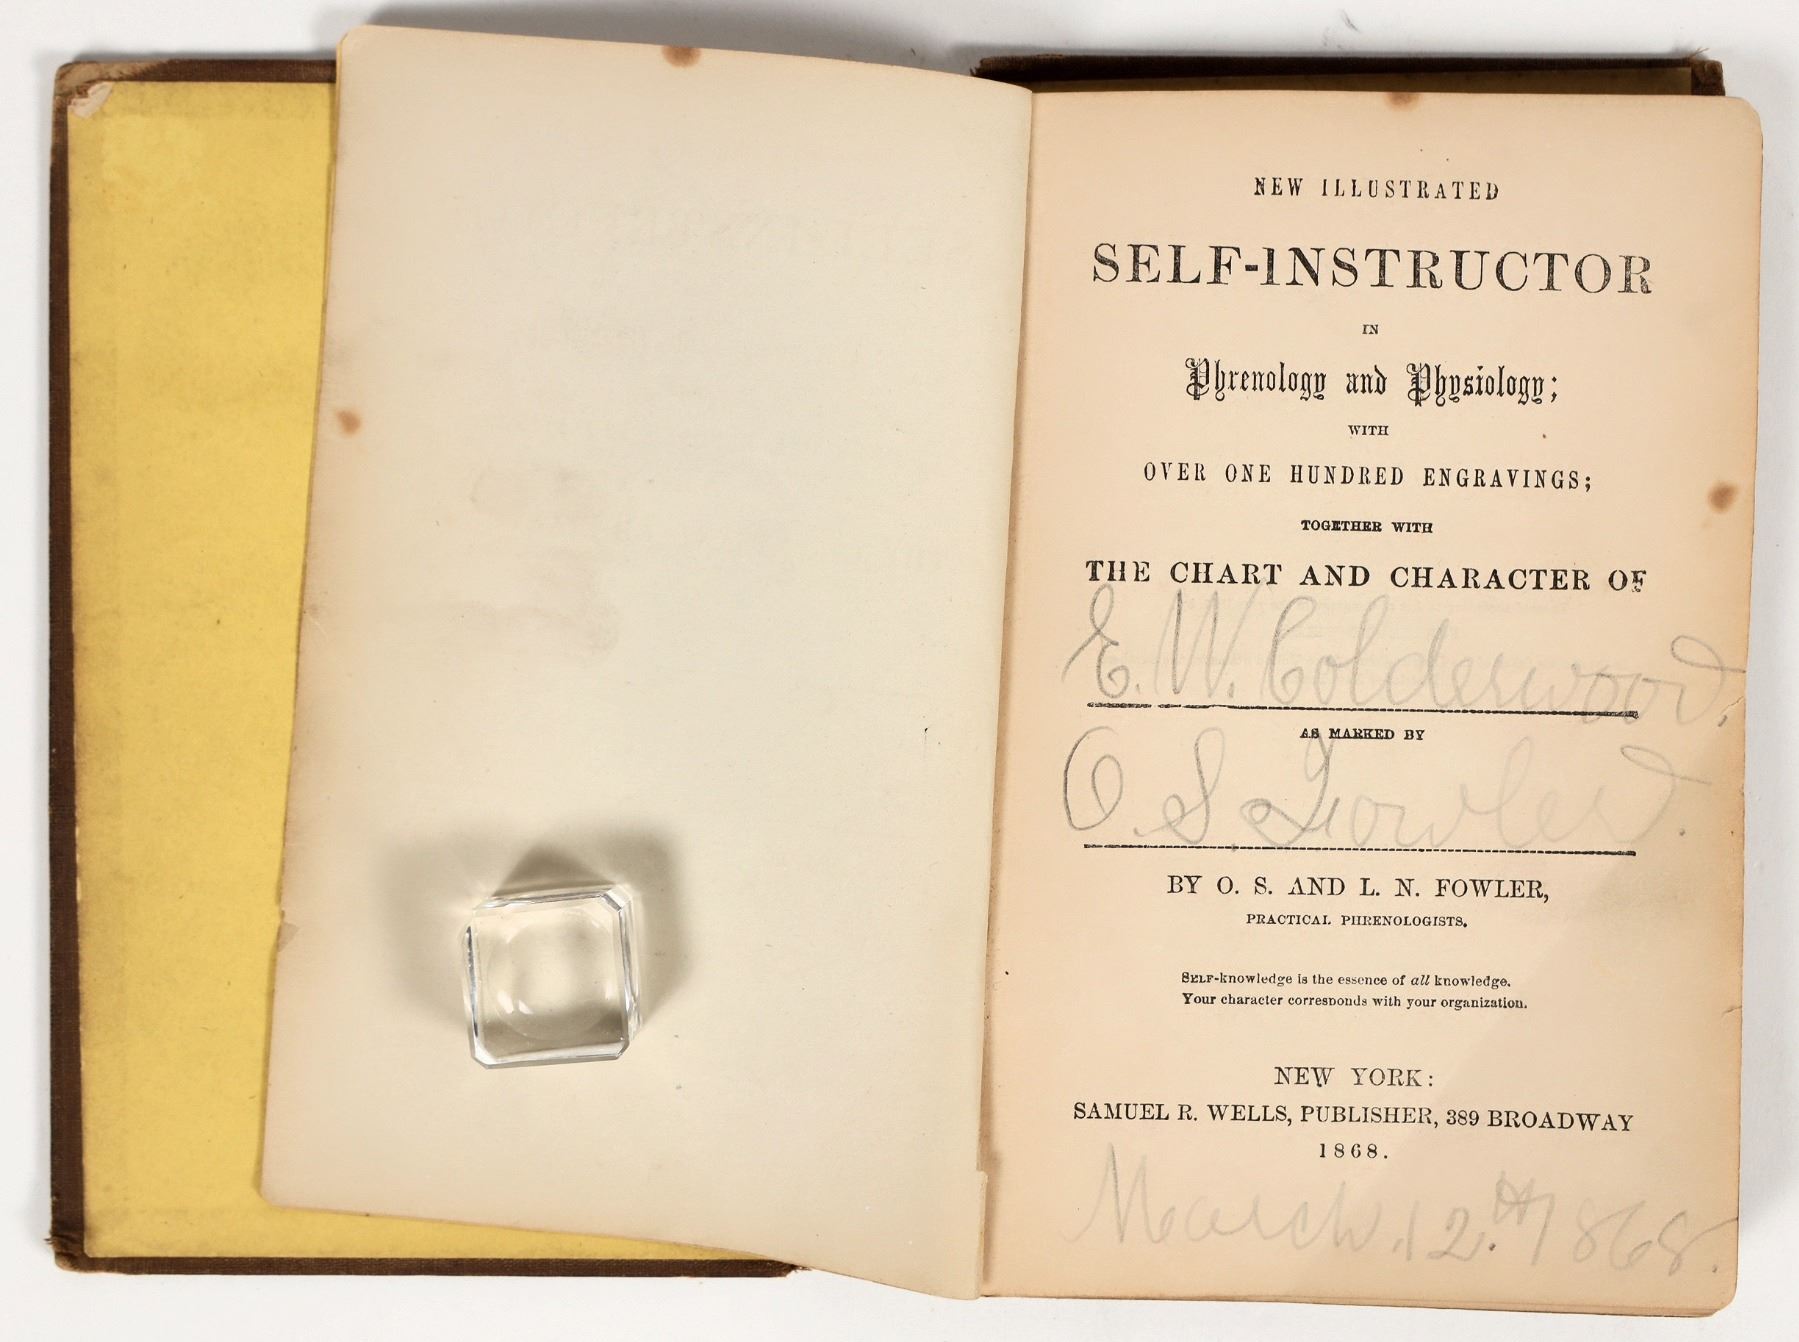 NEW ILLUSTRATED
SELF-INSTRUCTOR
IN
Phrenology and Physiology;
WITH
OVER ONE HUNDRED ENGRAVINGS;
TOGETHER WITH
THE CHART AND CHARACTER OF
E. W. Colderwood.
AS MARKED BY
O. S. Fowler.
BY O. S. AND L. N. FOWLER,
PRACTICAL PHRENOLOGISTS.
SELF-knowledge is the essence of all knowledge.
Your character corresponds with your organization.
NEW YORK:
SAMUEL R. WELLS, PUBLISHER, 389 BROADWAY
1868.
March. 12.th 1868.